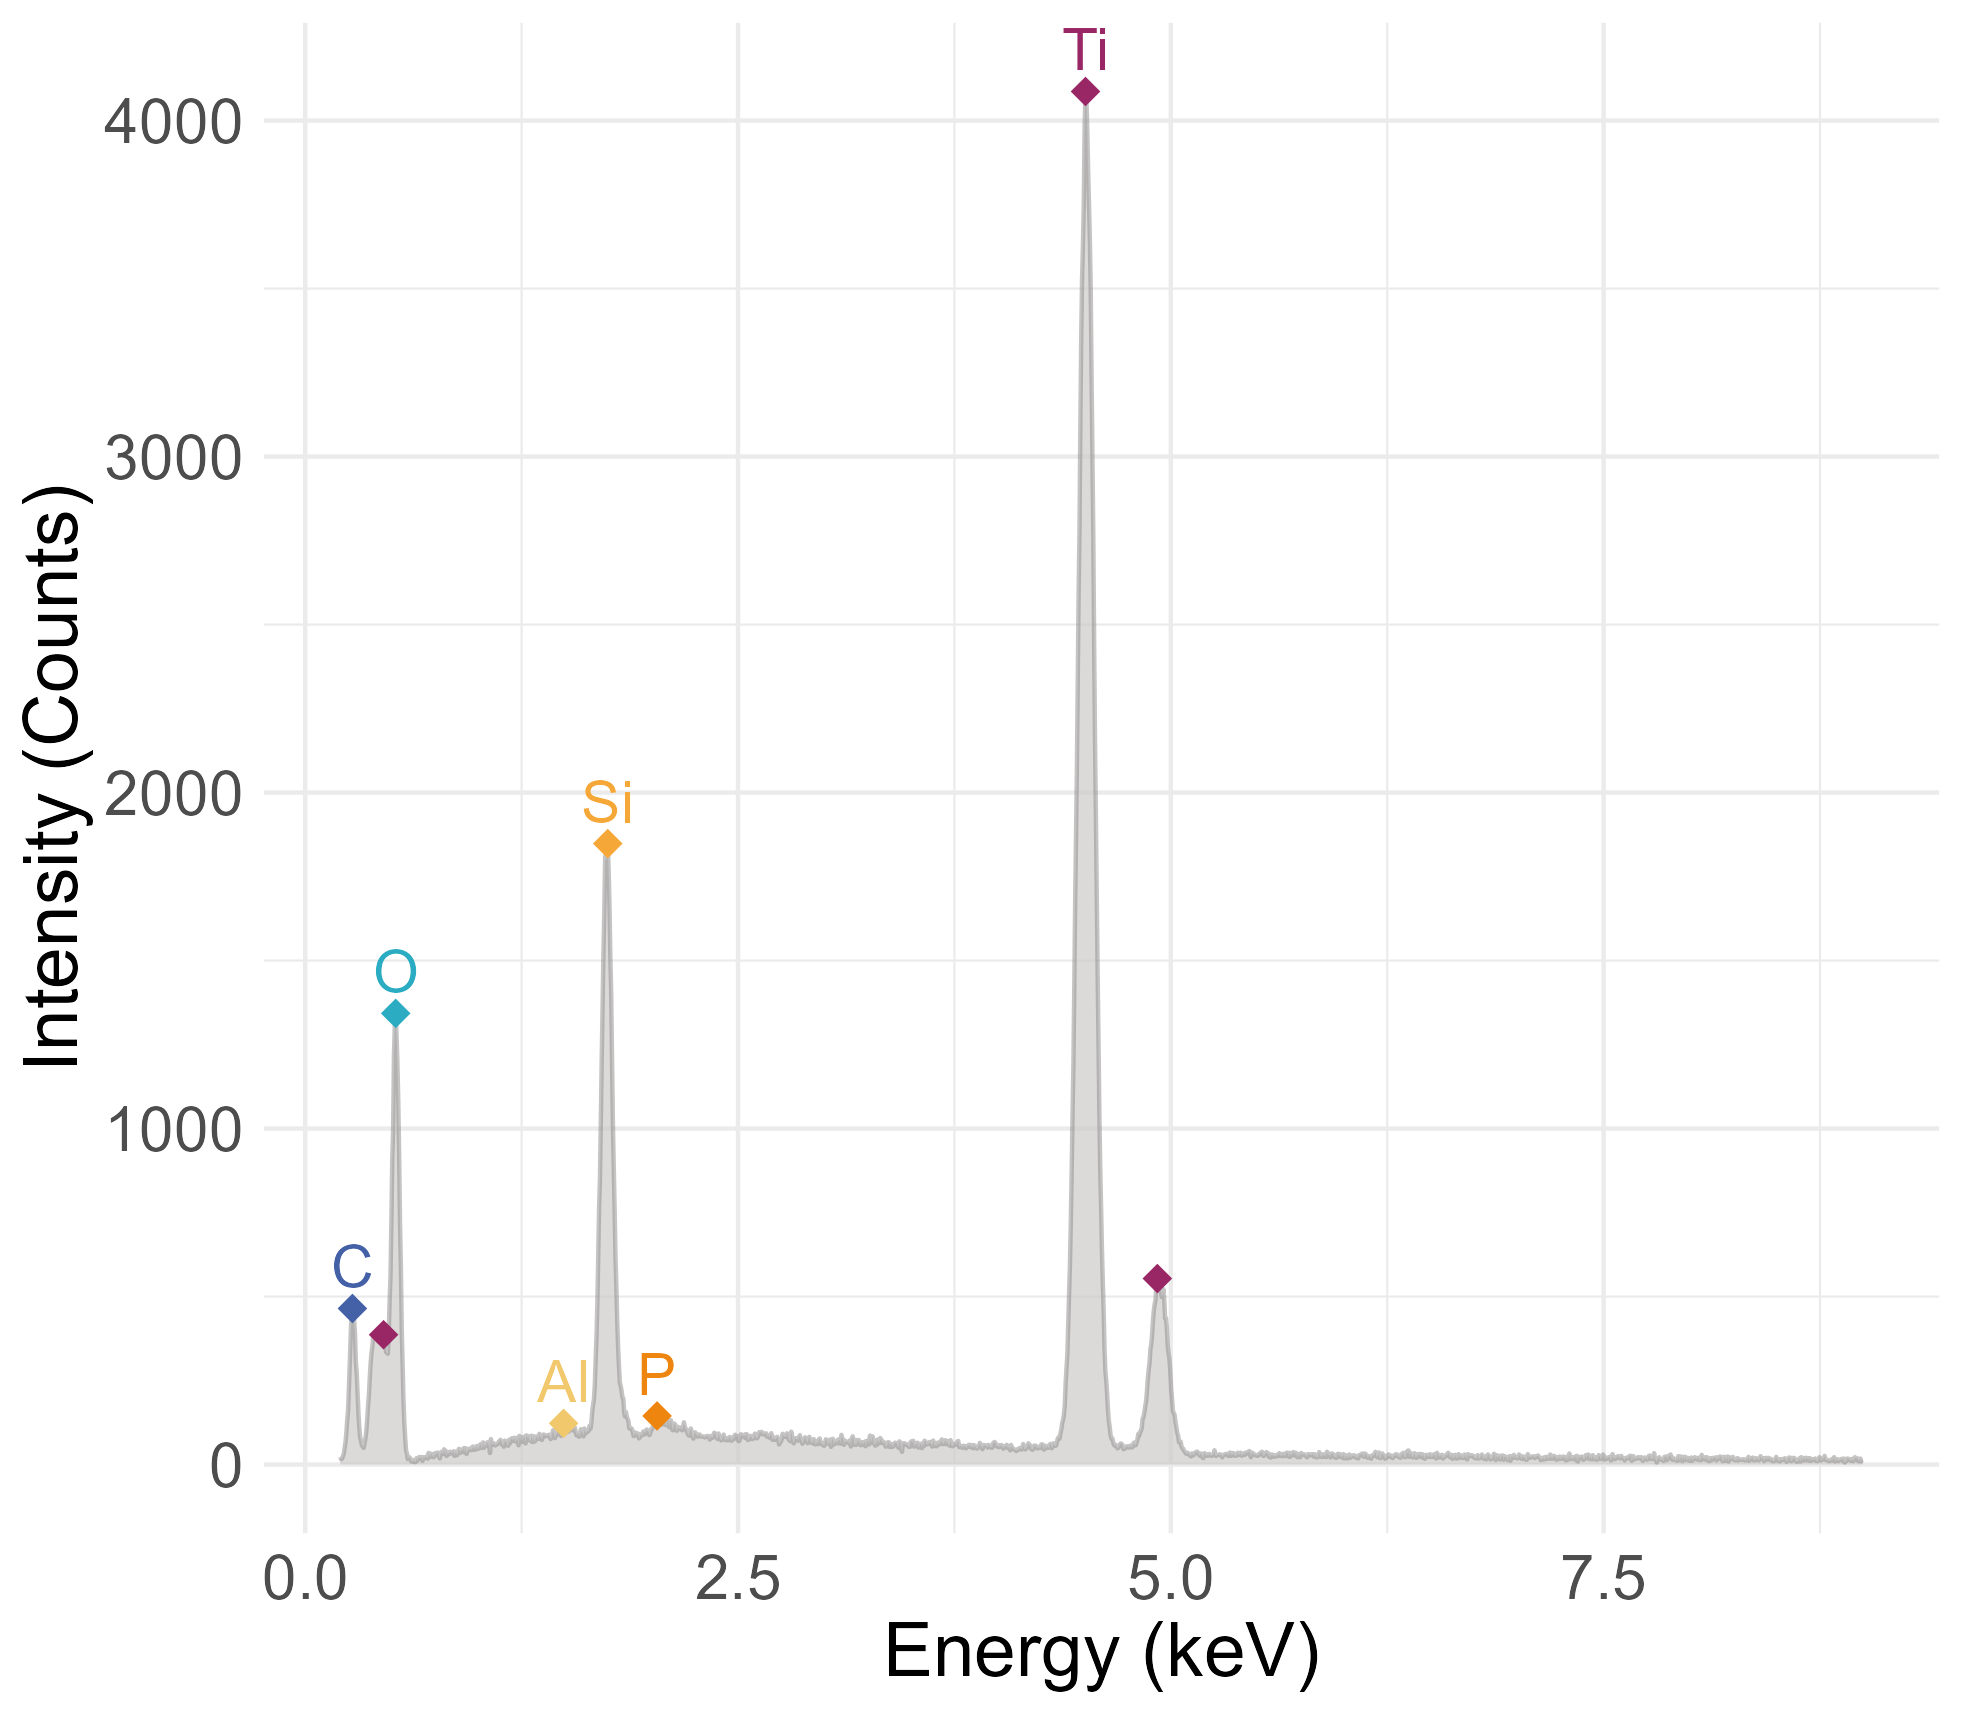 Ti
4000
3000
Si
2000
O
1000
C
Al
P
0
0.0 2.5 5.0 7.5
Energy (keV)
Intensity (Counts)